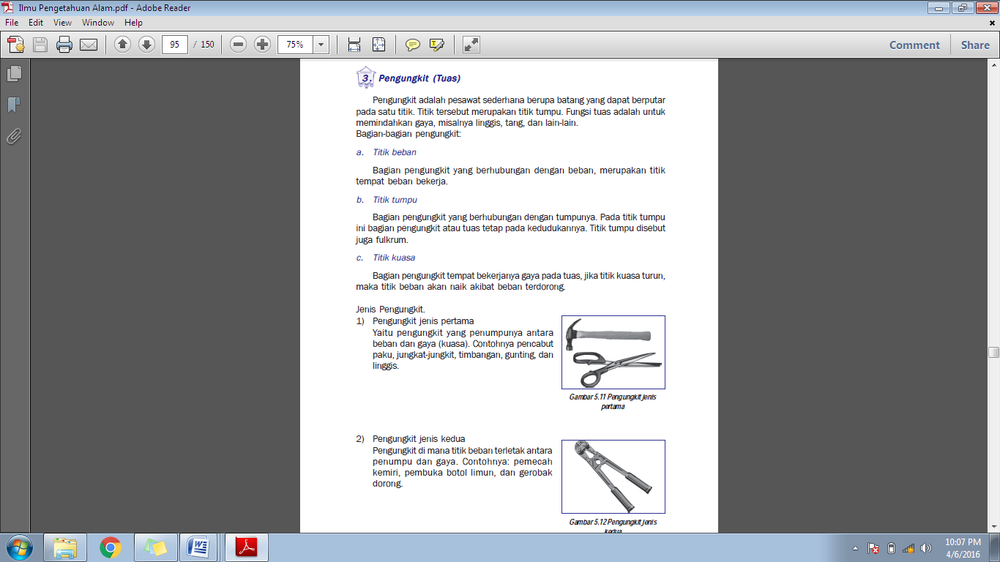 Ilmu Pengetahuan Alam.pdf - Adobe Reader
File Edit View Window Help
95 / 150 75% Comment Share
3. Pengungkit (Tuas)
Pengungkit adalah pesawat sederhana berupa batang yang dapat berputar
pada satu titik. Titik tersebut merupakan titik tumpu. Fungsi tuas adalah untuk
memindahkan gaya, misalnya linggis, tang, dan lain-lain.
Bagian-bagian pengungkit:
a. Titik beban
Bagian pengungkit yang berhubungan dengan beban, merupakan titik
tempat beban bekerja.
b. Titik tumpu
Bagian pengungkit yang berhubungan dengan tumpunya. Pada titik tumpu
ini bagian pengungkit atau tuas tetap pada kedudukannya. Titik tumpu disebut
juga fulkrum.
c. Titik kuasa
Bagian pengungkit tempat bekerjanya gaya pada tuas, jika titik kuasa turun,
maka titik beban akan naik akibat beban terdorong.
Jenis Pengungkit.
1) Pengungkit jenis pertama
Yaitu pengungkit yang penumpunya antara
beban dan gaya (kuasa). Contohnya pencabut
paku, jungkat-jungkit, timbangan, gunting, dan
linggis.
Gambar 5.11 Pengungkit jenis
pertama
2) Pengungkit jenis kedua
Pengungkit di mana titik beban terletak antara
penumpu dan gaya. Contohnya: pemecah
kemiri, pembuka botol limun, dan gerobak
dorong.
Gambar 5.12 Pengungkit jenis
kedua
10:07 PM
4/6/2016